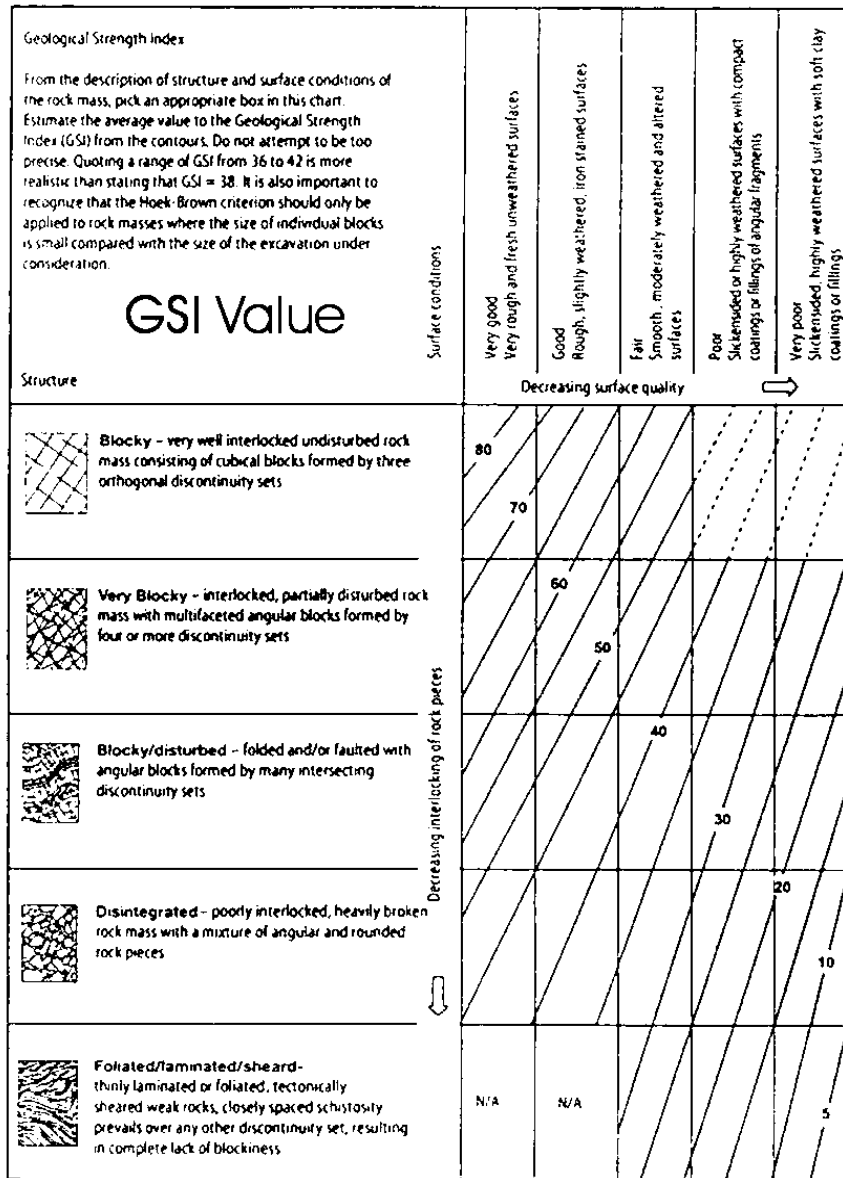 Geological Strength Index
From the description of structure and surface conditions of
the rock mass, pick an appropriate box in this chart.
Estimate the average value to the Geological Strength
Index (GSI) from the contours. Do not attempt to be too
precise. Quoting a range of GSI from 36 to 42 is more
realistic than stating that GSI = 38. It is also important to
recognize that the Hoek-Brown criterion should only be
applied to rock masses where the size of individual blocks
is small compared with the size of the excavation under
consideration.
GSI Value
Structure
Surface conditions
Very good
Very rough and fresh unweathered surfaces
Good
Rough, slightly weathered, iron stained surfaces
Fair
Smooth, moderately weathered and altered
surfaces
Poor
Slickensided or highly weathered surfaces with compact
coatings or fillings of angular fragments
Very poor
Slickensided, highly weathered surfaces with soft clay
coatings or fillings
Decreasing surface quality
Decreasing interlocking of rock pieces
Blocky - very well interlocked undisturbed rock
mass consisting of cubical blocks formed by three
orthogonal discontinuity sets
80
70
Very Blocky - interlocked, partially disturbed rock
mass with multifaceted angular blocks formed by
four or more discontinuity sets
60
50
Blocky/disturbed - folded and/or faulted with
angular blocks formed by many intersecting
discontinuity sets
40
30
Disintegrated - poorly interlocked, heavily broken
rock mass with a mixture of angular and rounded
rock pieces
20
10
Foliated/laminated/sheard-
thinly laminated or foliated, tectonically
sheared weak rocks, closely spaced schistosity
prevails over any other discontinuity set, resulting
in complete lack of blockiness
N/A
N/A
5